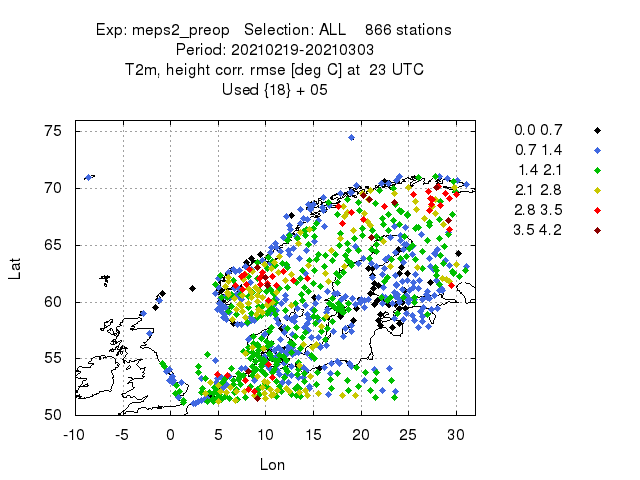 Exp: meps2_preop   Selection: ALL    866 stations
Period: 20210219-20210303
T2m, height corr. rmse [deg C] at  23 UTC
Used {18} + 05
75
70
65
60
55
50
Lat
-10 -5 0 5 10 15 20 25 30
Lon
0.0 0.7
0.7 1.4
1.4 2.1
2.1 2.8
2.8 3.5
3.5 4.2